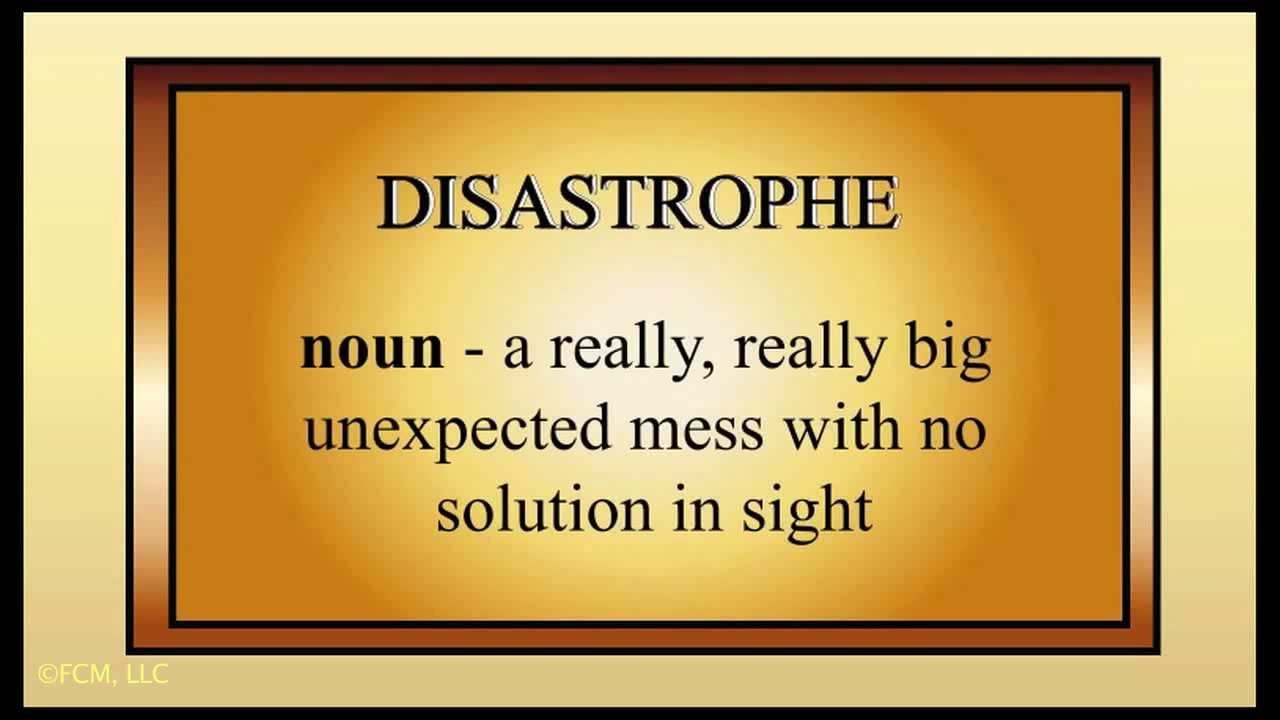 DISASTROPHE
noun - a really, really big
unexpected mess with no
solution in sight
©FCM, LLC